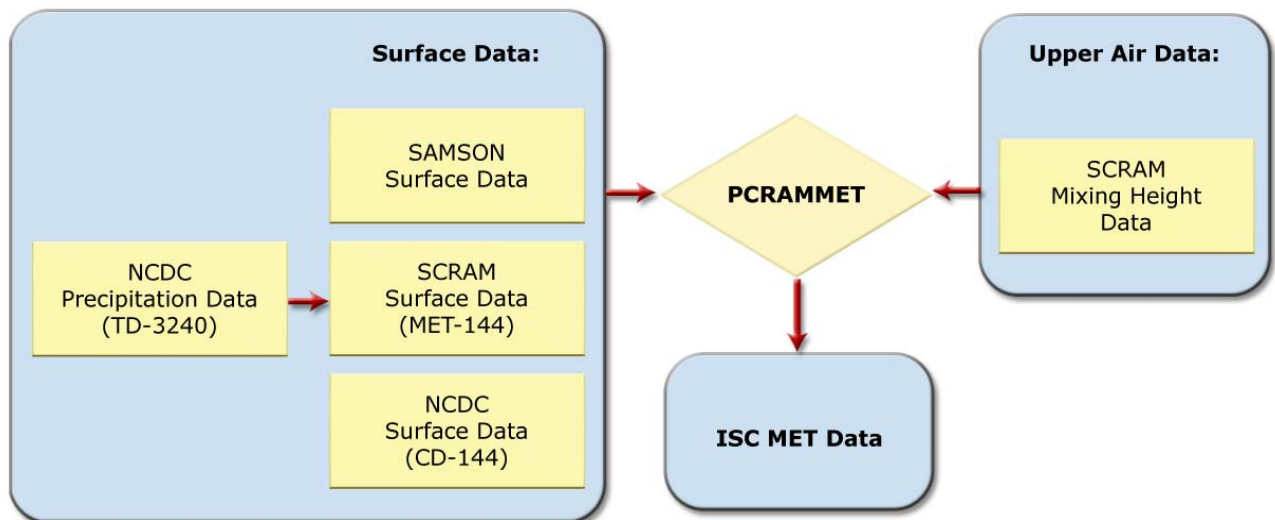 Surface Data:
SAMSON
Surface Data
NCDC
Precipitation Data
(TD-3240)
SCRAM
Surface Data
(MET-144)
NCDC
Surface Data
(CD-144)
PCRAMMET
Upper Air Data:
SCRAM
Mixing Height
Data
ISC MET Data